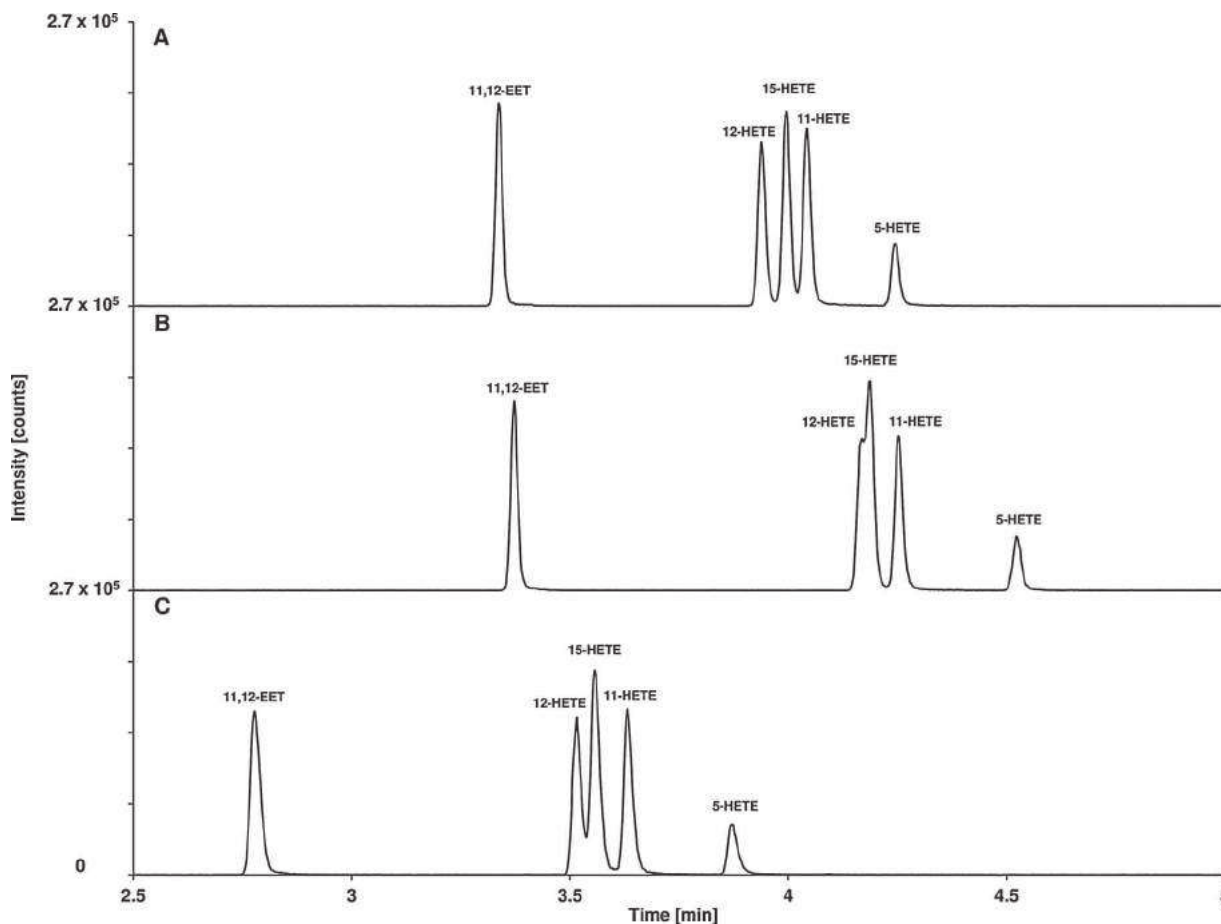 2.7 x 10⁵
A
11,12-EET
15-HETE
12-HETE
11-HETE
5-HETE
2.7 x 10⁵
B
11,12-EET
15-HETE
12-HETE
11-HETE
5-HETE
Intensity [counts]
2.7 x 10⁵
C
11,12-EET
15-HETE
12-HETE
11-HETE
5-HETE
0
2.5 3 3.5 4 4.5
Time [min]